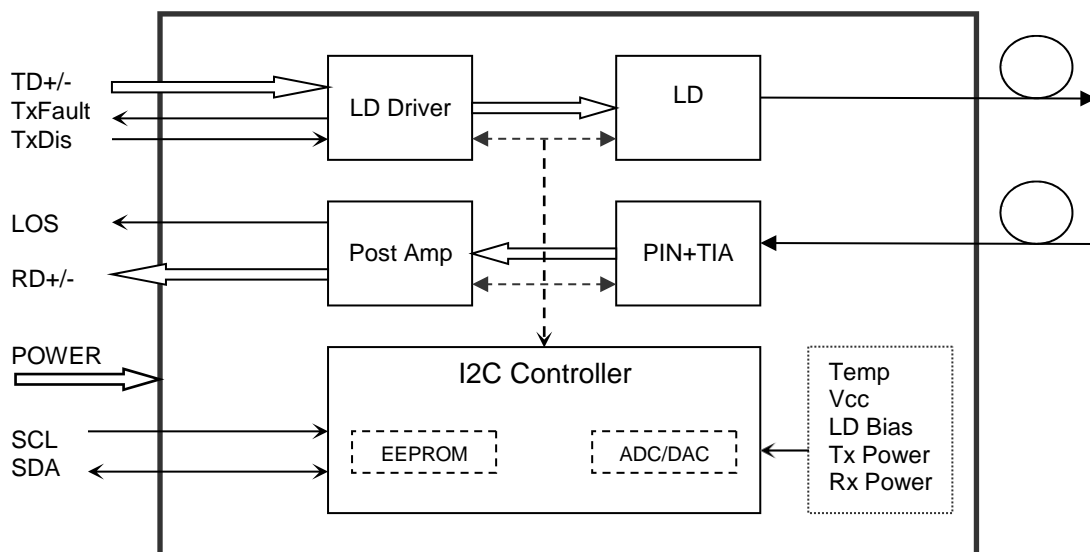 TD+/-
TxFault
TxDis
LD Driver
LD
LOS
RD+/-
Post Amp
PIN+TIA
POWER
SCL
SDA
I2C Controller
EEPROM
ADC/DAC
Temp
Vcc
LD Bias
Tx Power
Rx Power